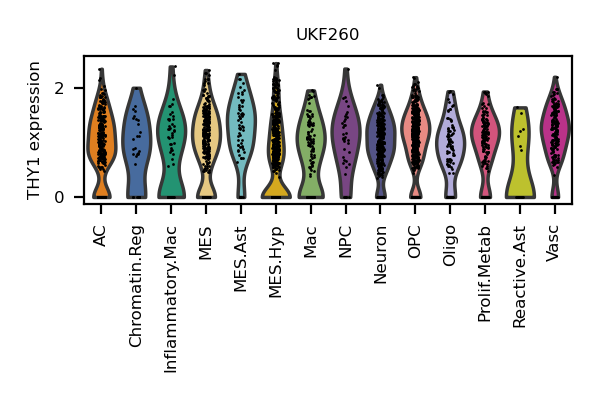 UKF260
THY1 expression
2
0
AC
Chromatin.Reg
Inflammatory.Mac
MES
MES.Ast
MES.Hyp
Mac
NPC
Neuron
OPC
Oligo
Prolif.Metab
Reactive.Ast
Vasc